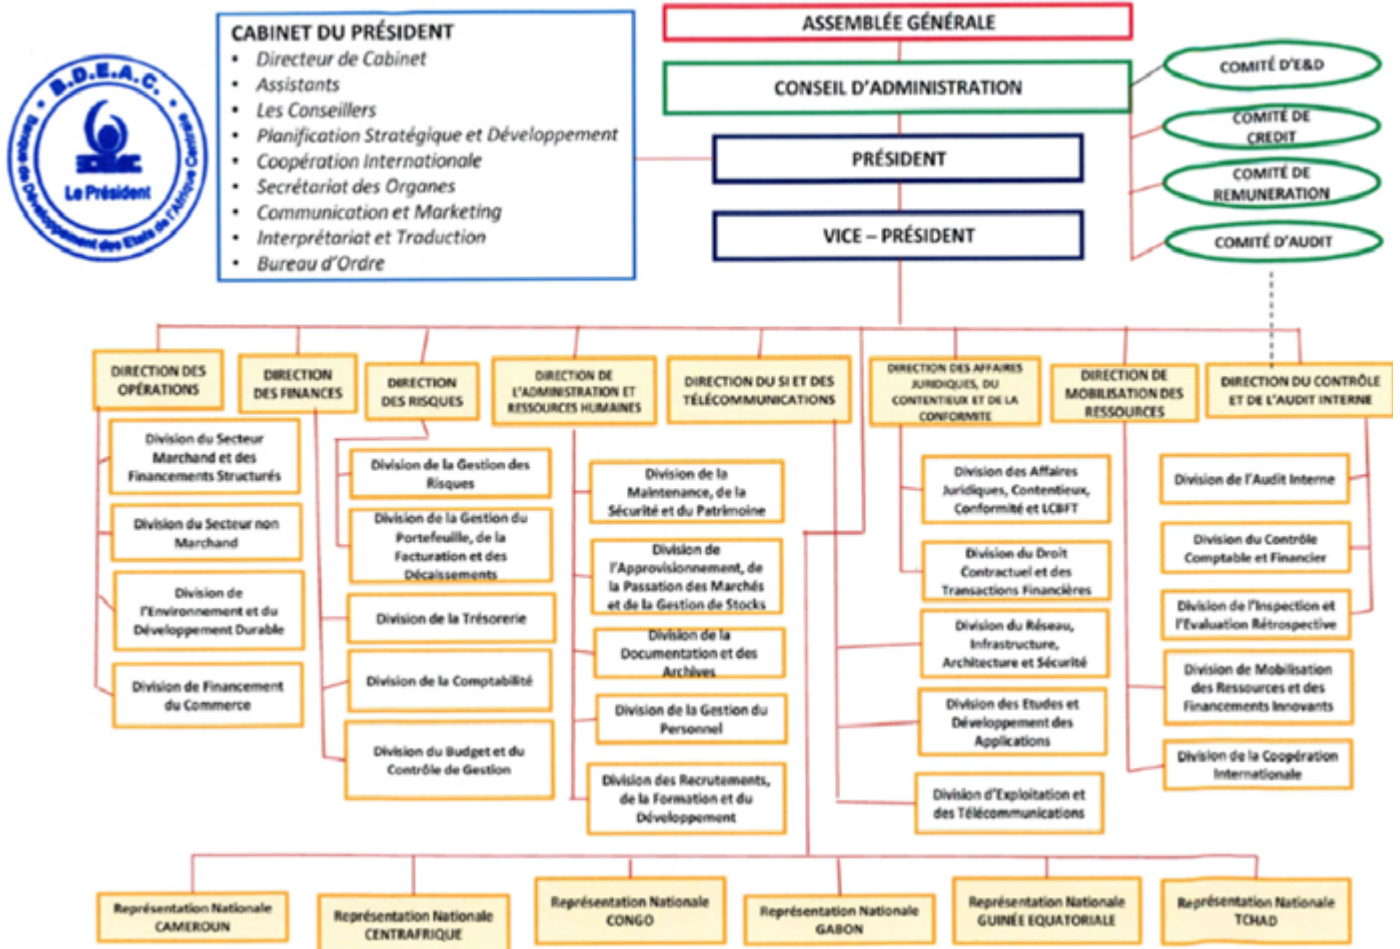 CABINET DU PRÉSIDENT
• Directeur de Cabinet
• Assistants
• Les Conseillers
• Planification Stratégique et Développement
• Coopération Internationale
• Secrétariat des Organes
• Communication et Marketing
• Interprétariat et Traduction
• Bureau d'Ordre
B.D.E.A.C.
Le Président
Banque de Développement des Etats de l'Afrique Centrale
ASSEMBLÉE GÉNÉRALE
CONSEIL D'ADMINISTRATION
PRÉSIDENT
VICE – PRÉSIDENT
COMITÉ D'E&D
COMITÉ DE
CREDIT
COMITÉ DE
REMUNERATION
COMITÉ D'AUDIT
DIRECTION DES
OPÉRATIONS
DIRECTION
DES FINANCES
DIRECTION
DES RISQUES
DIRECTION DE
L'ADMINISTRATION ET
RESSOURCES HUMAINES
DIRECTION DU SI ET DES
TÉLÉCOMMUNICATIONS
DIRECTION DES AFFAIRES
JURIDIQUES, DU
CONTENTIEUX ET DE LA
CONFORMITE
DIRECTION DE
MOBILISATION DES
RESSOURCES
DIRECTION DU CONTRÔLE
ET DE L'AUDIT INTERNE
Division du Secteur
Marchand et des
Financements Structurés
Division du Secteur non
Marchand
Division de
l'Environnement et du
Développement Durable
Division de Financement
du Commerce
Division de la Gestion des
Risques
Division de la Gestion du
Portefeuille, de la
Facturation et des
Décaissements
Division de la Trésorerie
Division de la Comptabilité
Division du Budget et du
Contrôle de Gestion
Division de la
Maintenance, de la
Sécurité et du Patrimoine
Division de
l'Approvisionnement, de
la Passation des Marchés
et de la Gestion de Stocks
Division de la
Documentation et des
Archives
Division de la Gestion du
Personnel
Division des Recrutements,
de la Formation et du
Développement
Division des Affaires
Juridiques, Contentieux,
Conformité et LCBFT
Division du Droit
Contractuel et des
Transactions Financières
Division du Réseau,
Infrastructure,
Architecture et Sécurité
Division des Etudes et
Développement des
Applications
Division d'Exploitation et
des Télécommunications
Division de l'Audit Interne
Division du Contrôle
Comptable et Financier
Division de l'Inspection et
l'Evaluation Rétrospective
Division de Mobilisation
des Ressources et des
Financements Innovants
Division de la Coopération
Internationale
Représentation Nationale
CAMEROUN
Représentation Nationale
CENTRAFRIQUE
Représentation Nationale
CONGO
Représentation Nationale
GABON
Représentation Nationale
GUINÉE EQUATORIALE
Représentation Nationale
TCHAD